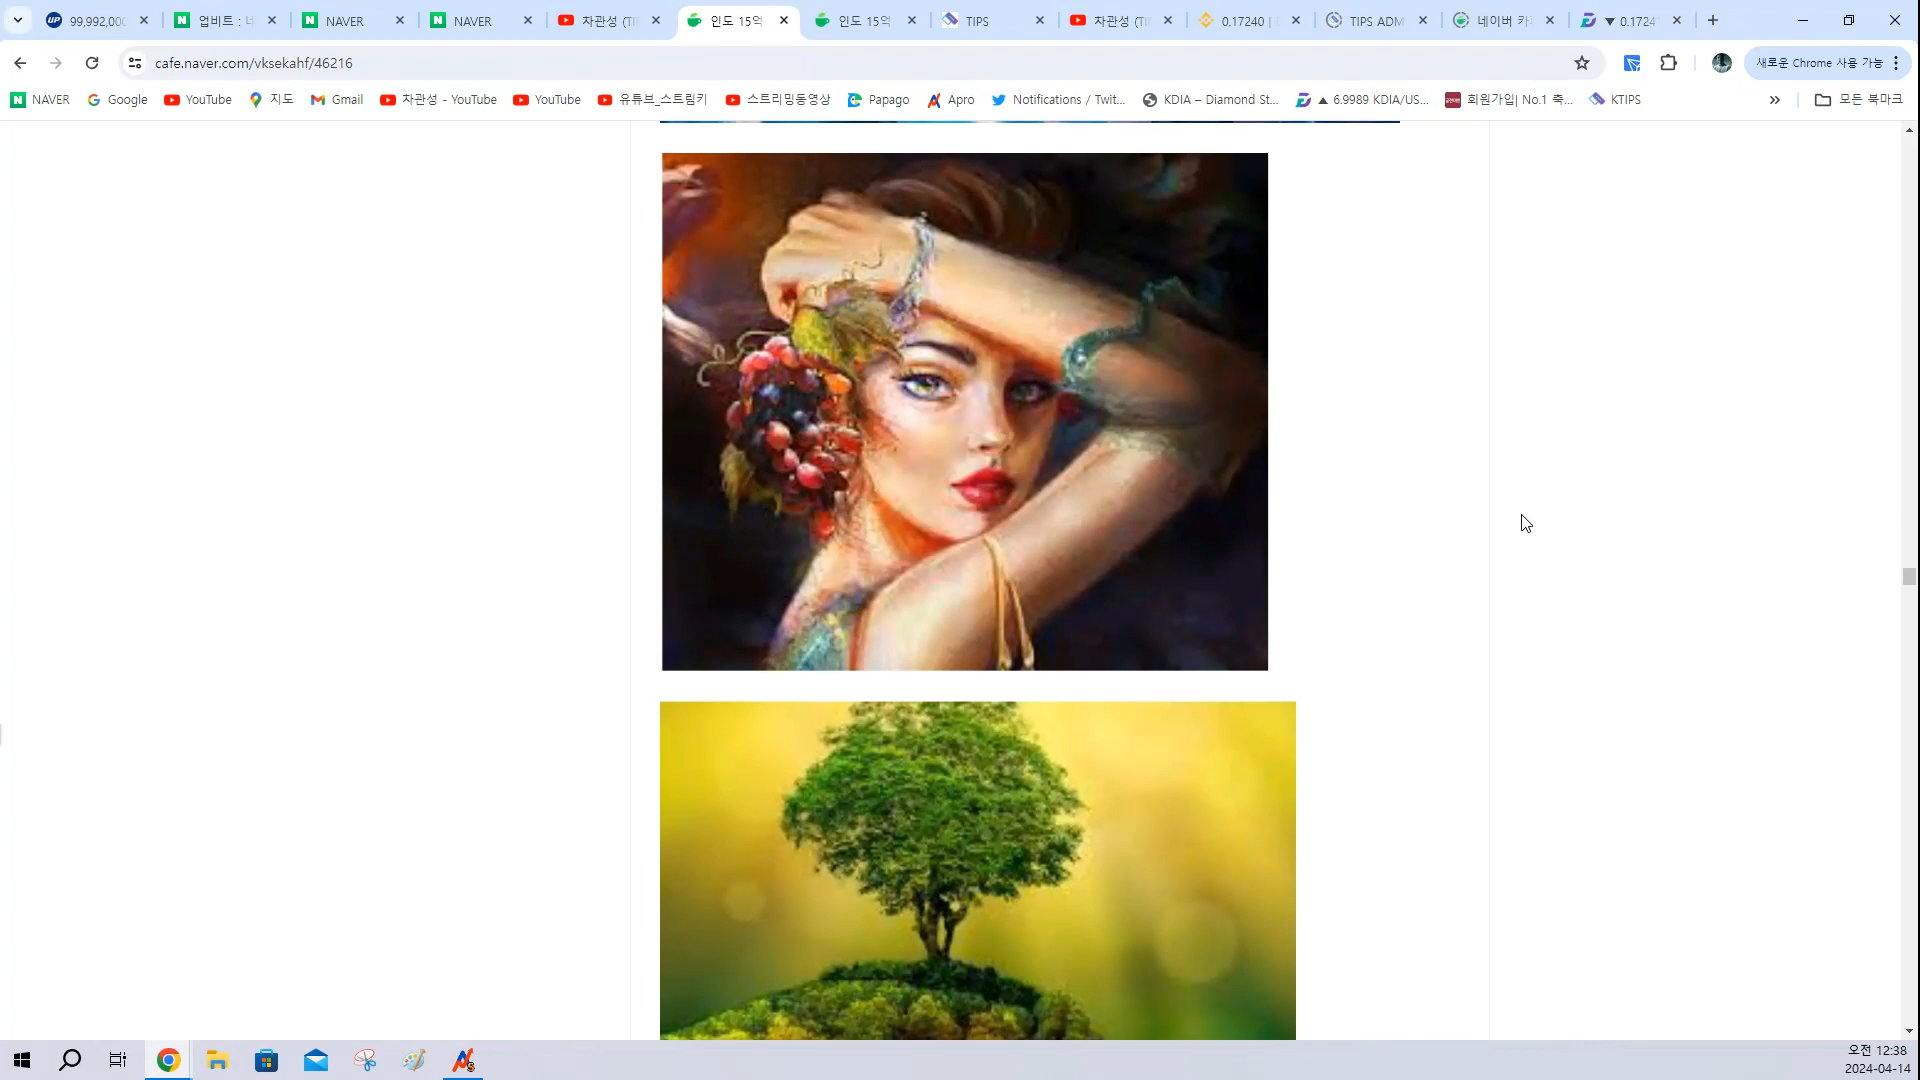 99,992,000
업비트 : 너
NAVER
NAVER
차관성 (TI
인도 15억
인도 15억
TIPS
차관성 (TI
0.17240 |
TIPS ADM
네이버 카
▼ 0.1724
cafe.naver.com/vksekahf/46216
새로운 Chrome 사용 가능
NAVER
Google
YouTube
지도
Gmail
차관성 - YouTube
YouTube
유튜브_스트림키
스트리밍동영상
Papago
Apro
Notifications / Twit...
KDIA – Diamond St...
▲ 6.9989 KDIA/US...
회원가입| No.1 축...
KTIPS
모든 북마크
오전 12:38
2024-04-14